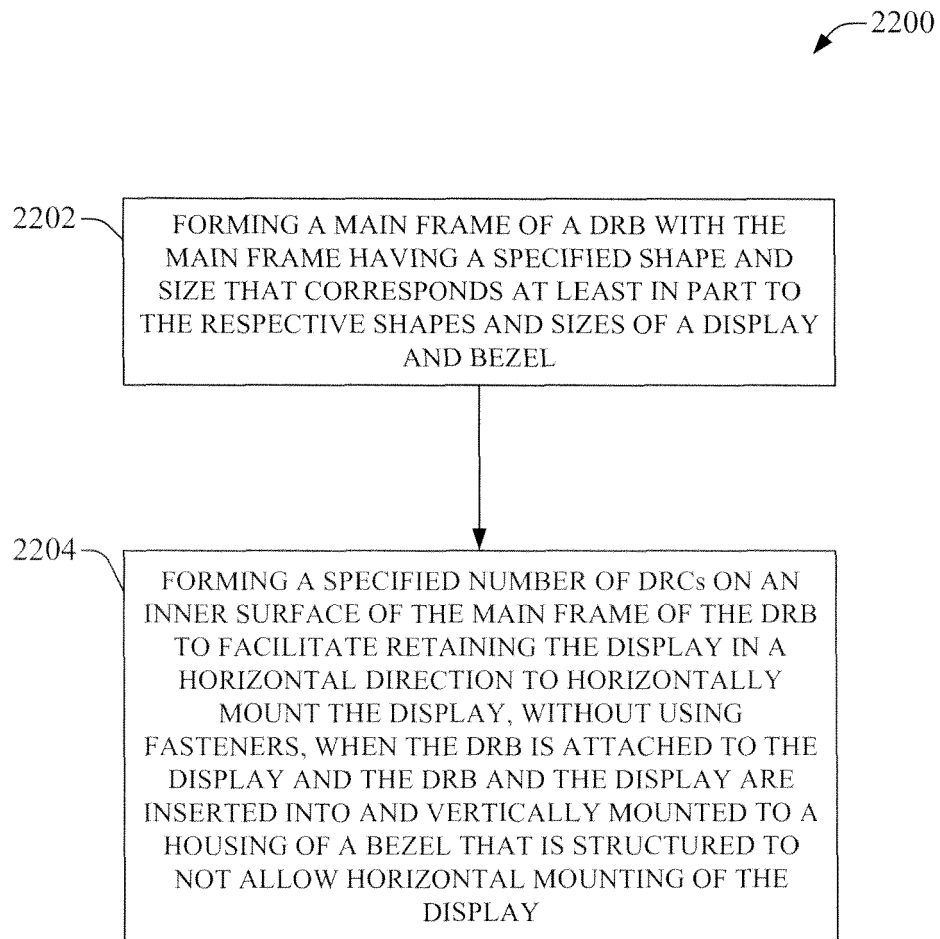 2200
2202
FORMING A MAIN FRAME OF A DRB WITH THE
MAIN FRAME HAVING A SPECIFIED SHAPE AND
SIZE THAT CORRESPONDS AT LEAST IN PART TO
THE RESPECTIVE SHAPES AND SIZES OF A DISPLAY
AND BEZEL
2204
FORMING A SPECIFIED NUMBER OF DRCs ON AN
INNER SURFACE OF THE MAIN FRAME OF THE DRB
TO FACILITATE RETAINING THE DISPLAY IN A
HORIZONTAL DIRECTION TO HORIZONTALLY
MOUNT THE DISPLAY, WITHOUT USING
FASTENERS, WHEN THE DRB IS ATTACHED TO THE
DISPLAY AND THE DRB AND THE DISPLAY ARE
INSERTED INTO AND VERTICALLY MOUNTED TO A
HOUSING OF A BEZEL THAT IS STRUCTURED TO
NOT ALLOW HORIZONTAL MOUNTING OF THE
DISPLAY